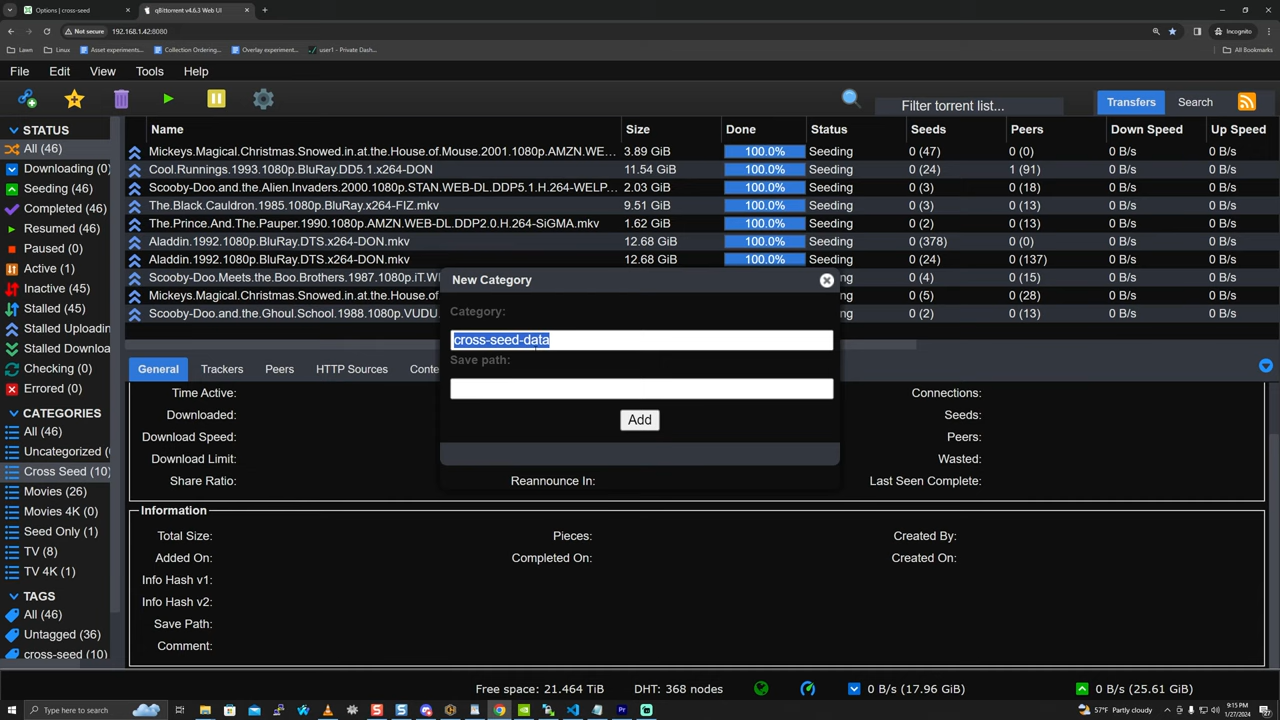 Options | cross-seed
qBittorrent v4.6.3 Web UI
Not secure
192.168.1.42:8080
Incognito
Lawn
Linux
Asset experiments...
Collection Ordering...
Overlay experiment...
user1 - Private Dash...
All Bookmarks
File Edit View Tools Help
Filter torrent list...
Transfers
Search
STATUS
All (46)
Downloading (0)
Seeding (46)
Completed (46)
Resumed (46)
Paused (0)
Active (1)
Inactive (45)
Stalled (45)
Stalled Uploadin
Stalled Downloa
Checking (0)
Errored (0)
CATEGORIES
All (43)
Uncategorized (
Cross Seed (10)
Movies (26)
Movies 4K (0)
Seed Only (1)
TV (8)
TV 4K (1)
TAGS
All (46)
Untagged (36)
cross-seed (10)
Name Size Done Status Seeds Peers Down Speed Up Speed
Mickeys.Magical.Christmas.Snowed.in.at.the.House.of.Mouse.2001.1080p.AMZN.WE... 3.89 GiB 100.0% Seeding 0 (47) 0 (0) 0 B/s 0 B/s
Cool.Runnings.1993.1080p.BluRay.DD5.1.x264-DON 11.54 GiB 100.0% Seeding 0 (24) 1 (91) 0 B/s 0 B/s
Scooby-Doo.and.the.Alien.Invaders.2000.1080p.STAN.WEB-DL.DDP5.1.H.264-WELP... 2.03 GiB 100.0% Seeding 0 (3) 0 (18) 0 B/s 0 B/s
The.Black.Cauldron.1985.1080p.BluRay.x264-FIZ.mkv 9.51 GiB 100.0% Seeding 0 (3) 0 (13) 0 B/s 0 B/s
The.Prince.And.The.Pauper.1990.1080p.AMZN.WEB-DL.DDP2.0.H.264-SiGMA.mkv 1.62 GiB 100.0% Seeding 0 (2) 0 (13) 0 B/s 0 B/s
Aladdin.1992.1080p.BluRay.DTS.x264-DON.mkv 12.68 GiB 100.0% Seeding 0 (378) 0 (0) 0 B/s 0 B/s
Aladdin.1992.1080p.BluRay.DTS.x264-DON.mkv 12.68 GiB 100.0% Seeding 0 (24) 0 (137) 0 B/s 0 B/s
Scooby-Doo.Meets.the.Boo.Brothers.1987.1080p.iT.W 0 (4) 0 (15) 0 B/s 0 B/s
Mickeys.Magical.Christmas.Snowed.in.at.the.House.of 0 (5) 0 (28) 0 B/s 0 B/s
Scooby-Doo.and.the.Ghoul.School.1988.1080p.VUDU. 0 (2) 0 (13) 0 B/s 0 B/s
New Category
Category:
cross-seed-data
Save path:
Add
General Trackers Peers HTTP Sources Conte
Time Active: Connections:
Downloaded: Seeds:
Download Speed: Peers:
Download Limit: Wasted:
Share Ratio: Reannounce In: Last Seen Complete:
Information
Total Size: Pieces: Created By:
Added On: Completed On: Created On:
Info Hash v1:
Info Hash v2:
Save Path:
Comment:
Free space: 21.464 TiB DHT: 368 nodes 0 B/s (17.96 GiB) 0 B/s (25.61 GiB)
Type here to search
57°F Partly cloudy
9:15 PM
1/27/2024